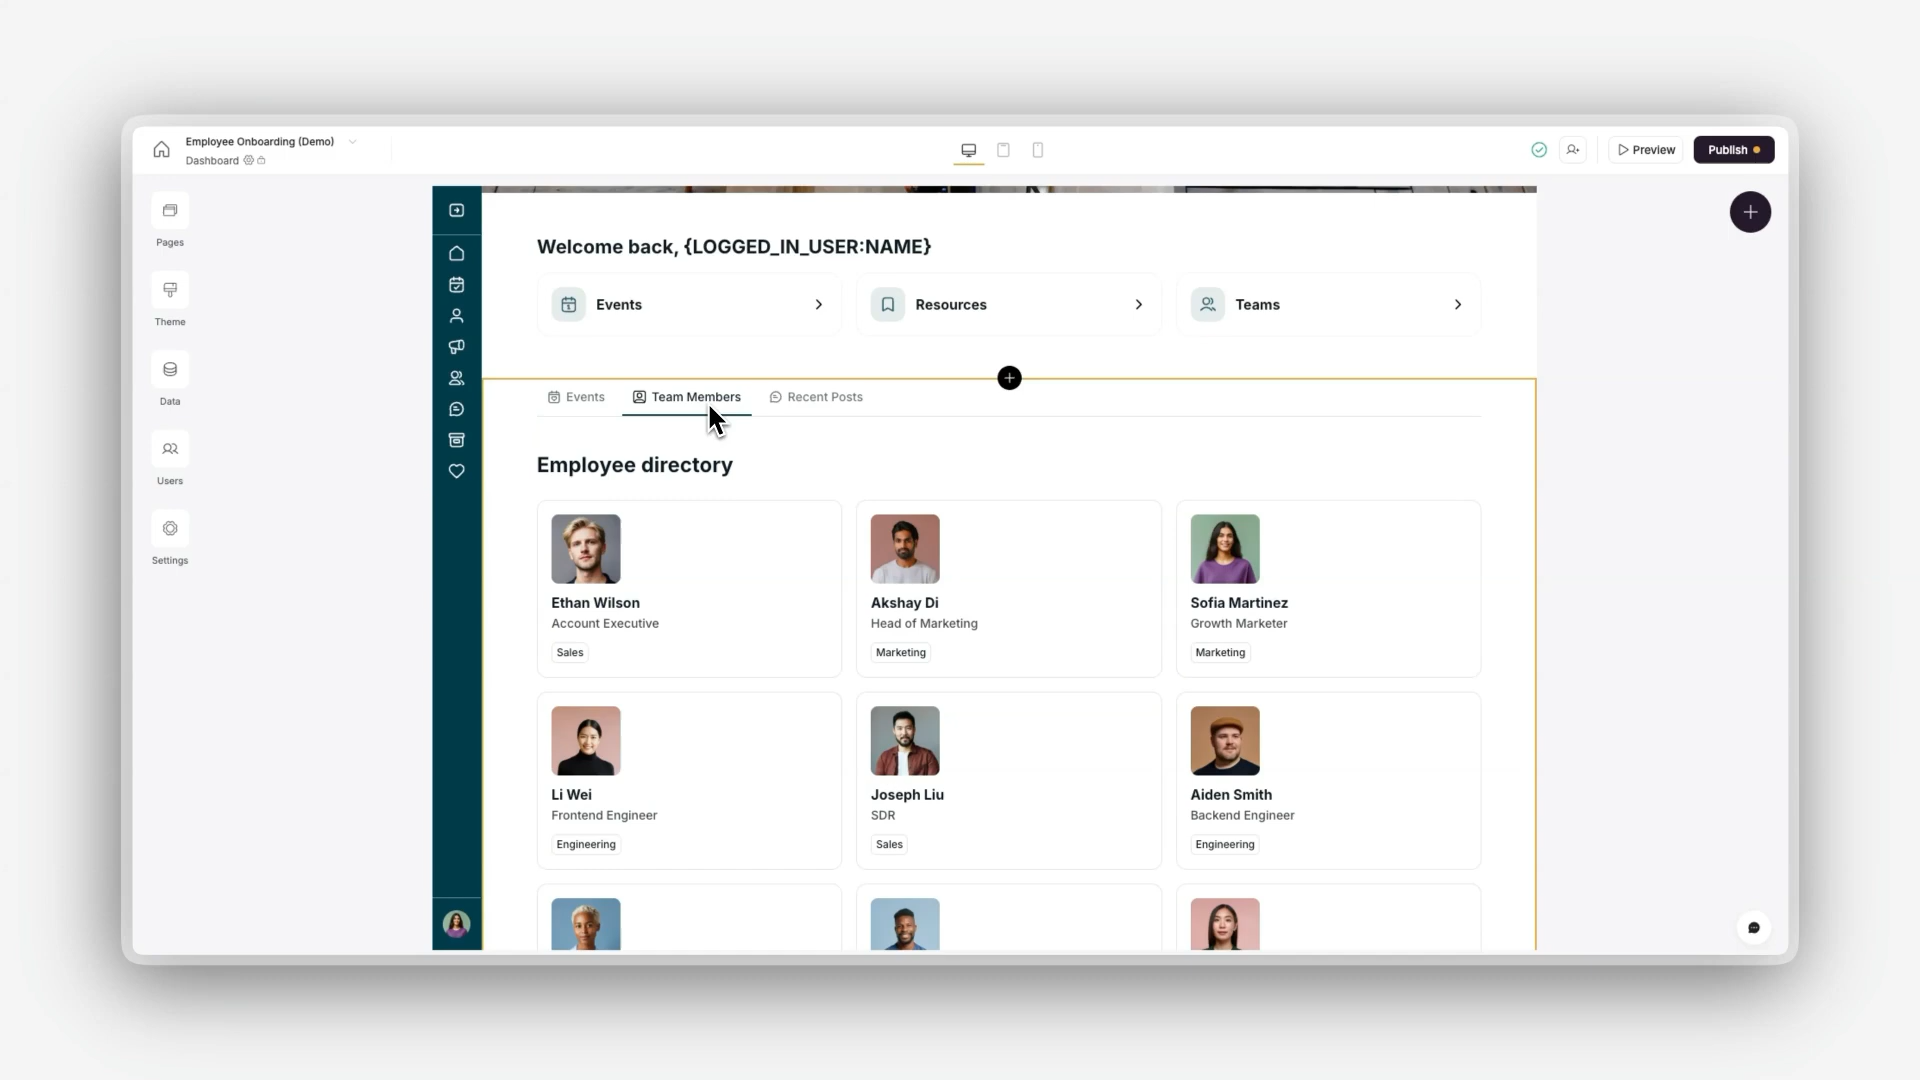 Employee Onboarding (Demo)
Dashboard
Preview
Publish
Pages
Theme
Data
Users
Settings
Welcome back, {LOGGED_IN_USER:NAME}
Events
Resources
Teams
Events
Team Members
Recent Posts
Employee directory
Ethan Wilson
Account Executive
Sales
Akshay Di
Head of Marketing
Marketing
Sofia Martinez
Growth Marketer
Marketing
Li Wei
Frontend Engineer
Engineering
Joseph Liu
SDR
Sales
Aiden Smith
Backend Engineer
Engineering